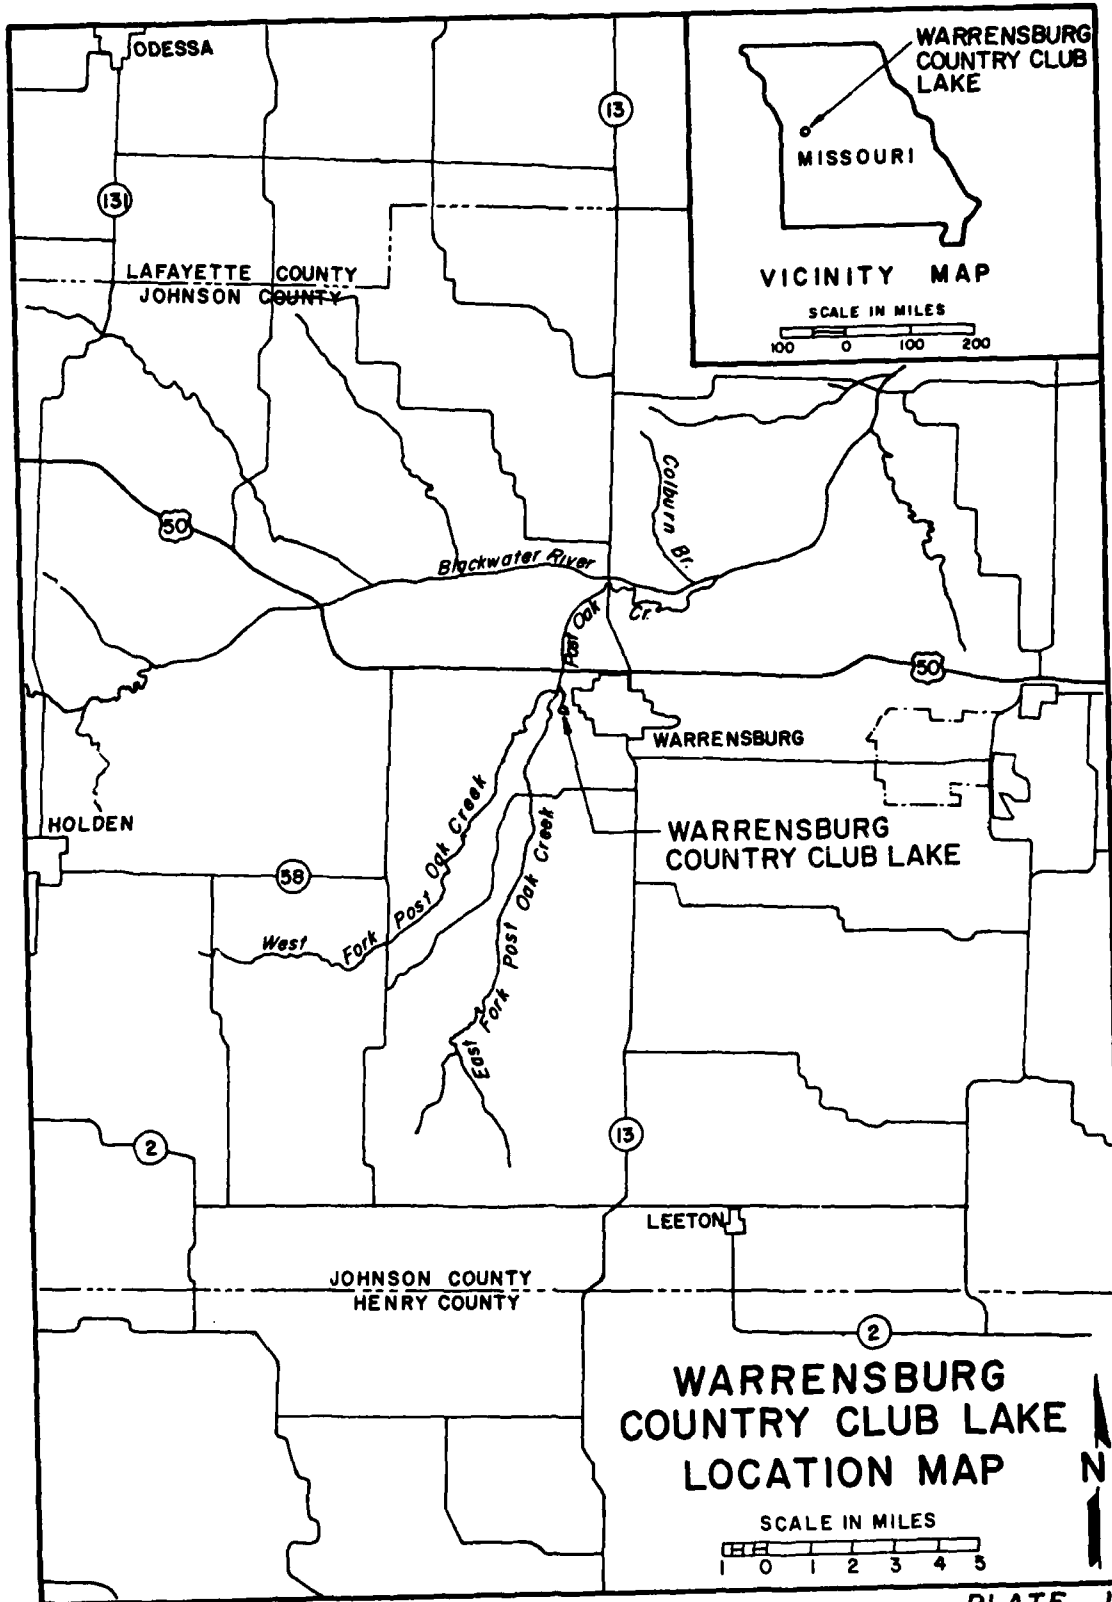 ODESSA
13
WARRENSBURG
COUNTRY CLUB
LAKE
MISSOURI
131
VICINITY MAP
SCALE IN MILES
100 0 100 200
LAFAYETTE COUNTY
JOHNSON COUNTY
Colburn Br.
50
Blackwater River
Post Oak Cr.
50
WARRENSBURG
HOLDEN
WARRENSBURG
COUNTRY CLUB LAKE
58
West Fork Post Oak Creek
East Fork Post Oak Creek
2
13
LEETON
JOHNSON COUNTY
HENRY COUNTY
2
WARRENSBURG
COUNTRY CLUB LAKE
LOCATION MAP
N
SCALE IN MILES
1 0 1 2 3 4 5
PLATE 1